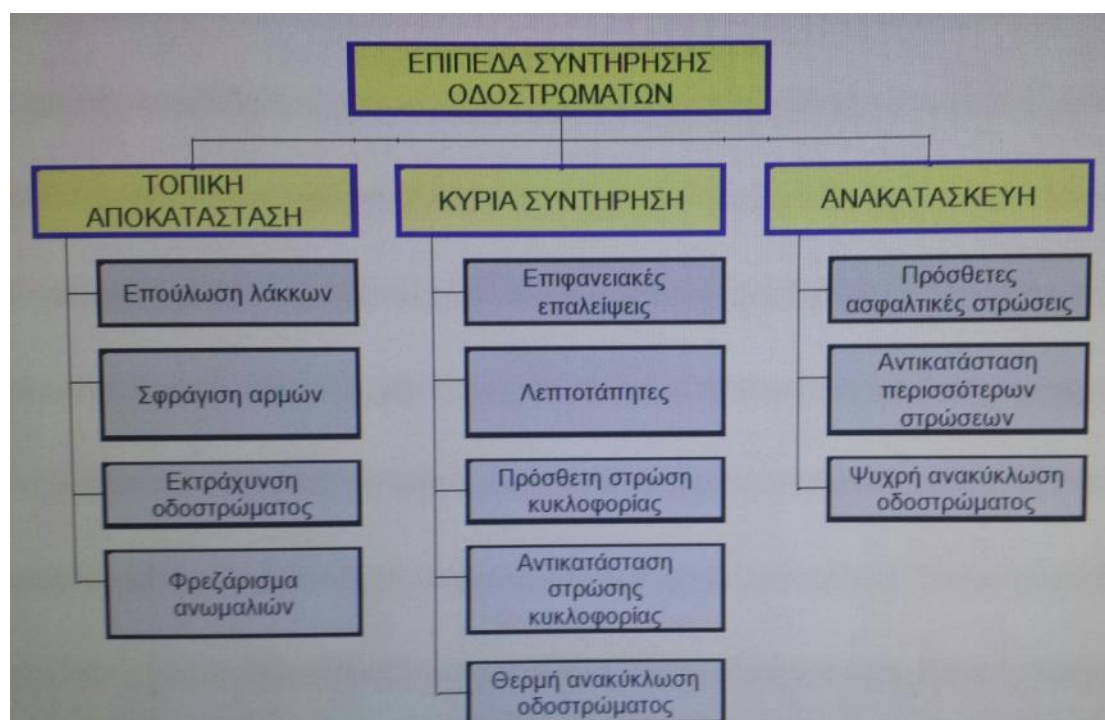 ΕΠΙΠΕΔΑ ΣΥΝΤΗΡΗΣΗΣ
ΟΔΟΣΤΡΩΜΑΤΩΝ
ΤΟΠΙΚΗ
ΑΠΟΚΑΤΑΣΤΑΣΗ
Επούλωση λάκκων
Σφράγιση αρμών
Εκτράχυνση
οδοστρώματος
Φρεζάρισμα
ανωμαλιών
ΚΥΡΙΑ ΣΥΝΤΗΡΗΣΗ
Επιφανειακές
επαλείψεις
Λεπτοτάπητες
Πρόσθετη στρώση
κυκλοφορίας
Αντικατάσταση
στρώσης
κυκλοφορίας
Θερμή ανακύκλωση
οδοστρώματος
ΑΝΑΚΑΤΑΣΚΕΥΗ
Πρόσθετες
ασφαλτικές στρώσεις
Αντικατάσταση
περισσότερων
στρώσεων
Ψυχρή ανακύκλωση
οδοστρώματος